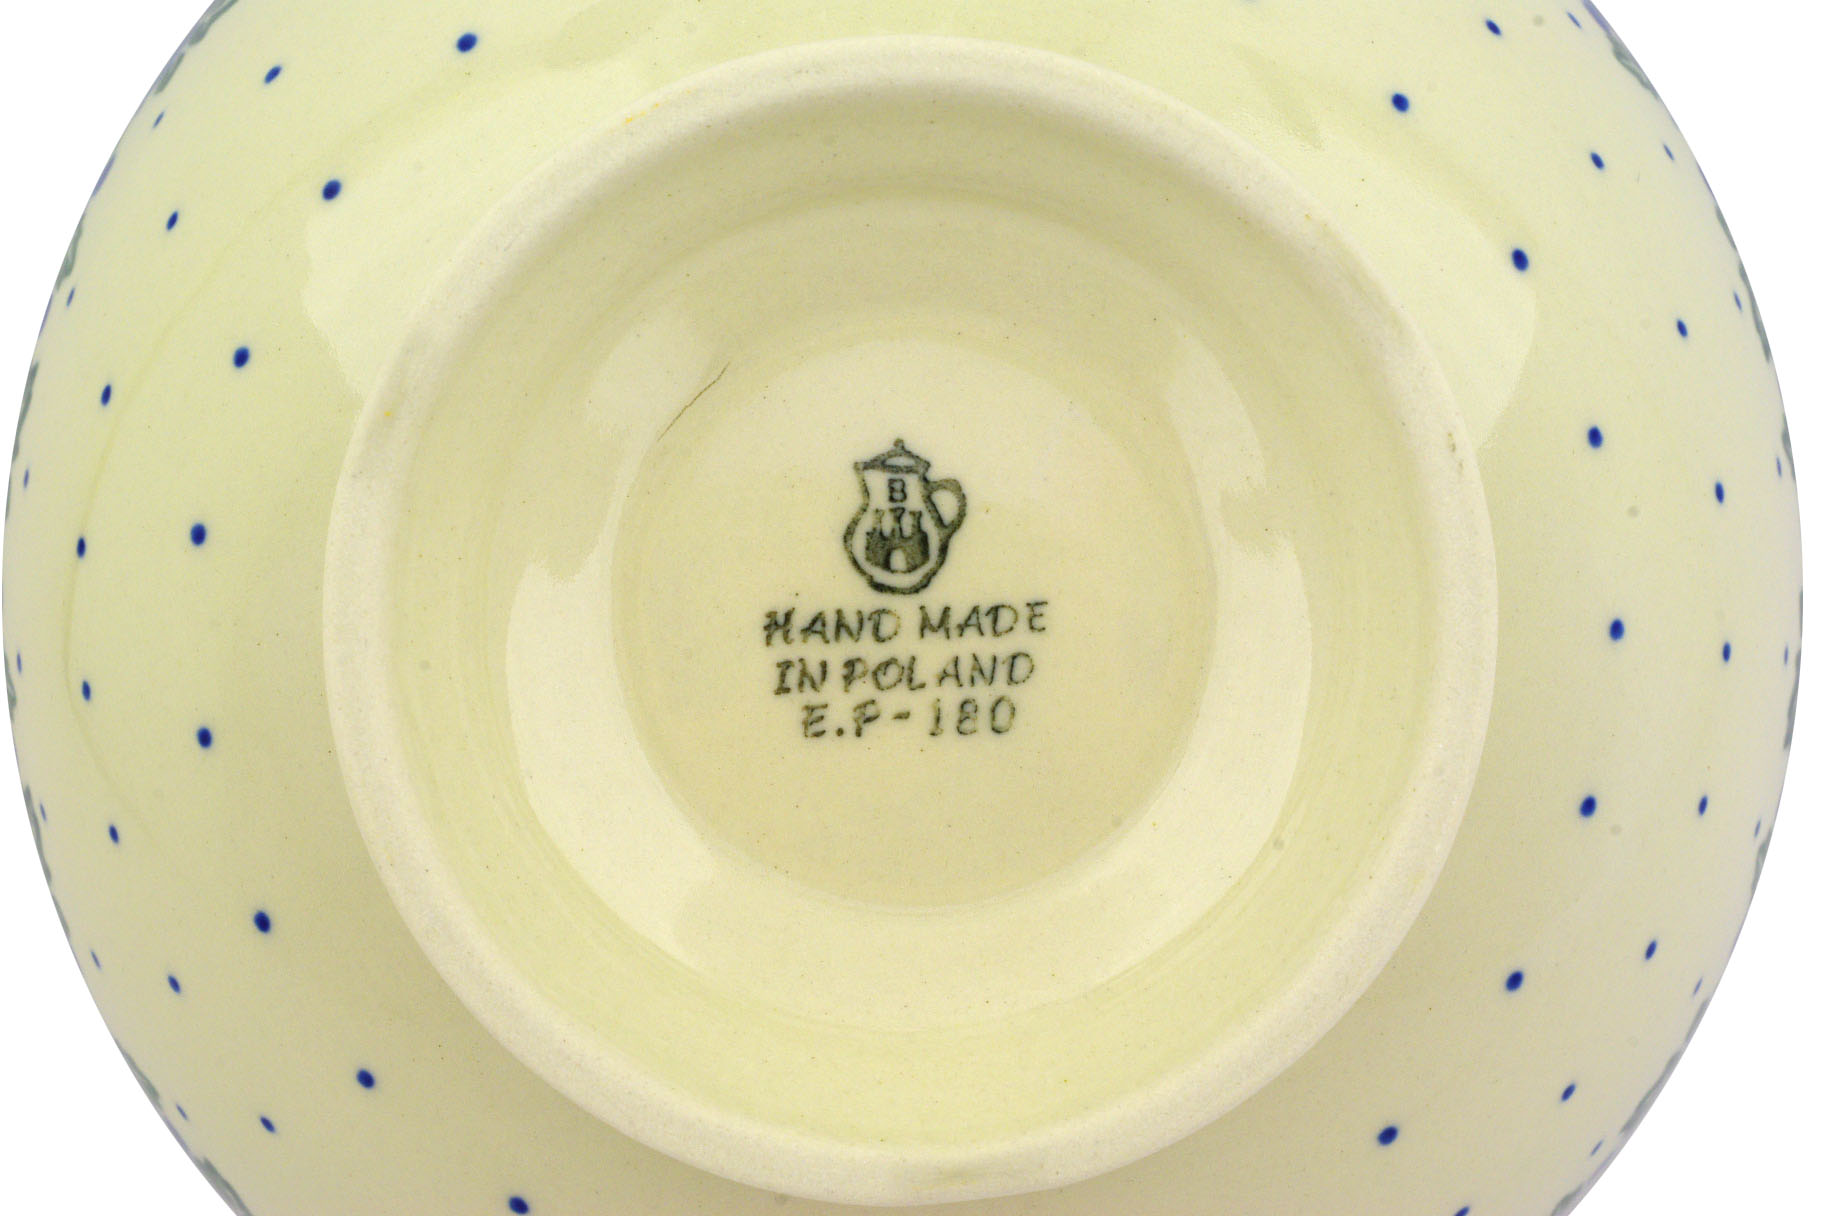 B
HAND MADE
IN POLAND
E.P-180